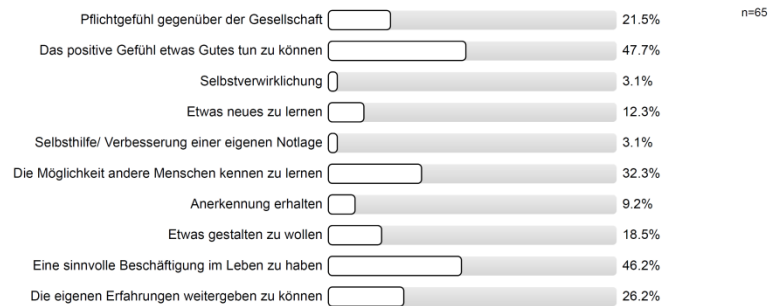 Pflichtgefühl gegenüber der Gesellschaft 21.5% n=65
Das positive Gefühl etwas Gutes tun zu können 47.7%
Selbstverwirklichung 3.1%
Etwas neues zu lernen 12.3%
Selbsthilfe/ Verbesserung einer eigenen Notlage 3.1%
Die Möglichkeit andere Menschen kennen zu lernen 32.3%
Anerkennung erhalten 9.2%
Etwas gestalten zu wollen 18.5%
Eine sinnvolle Beschäftigung im Leben zu haben 46.2%
Die eigenen Erfahrungen weitergeben zu können 26.2%